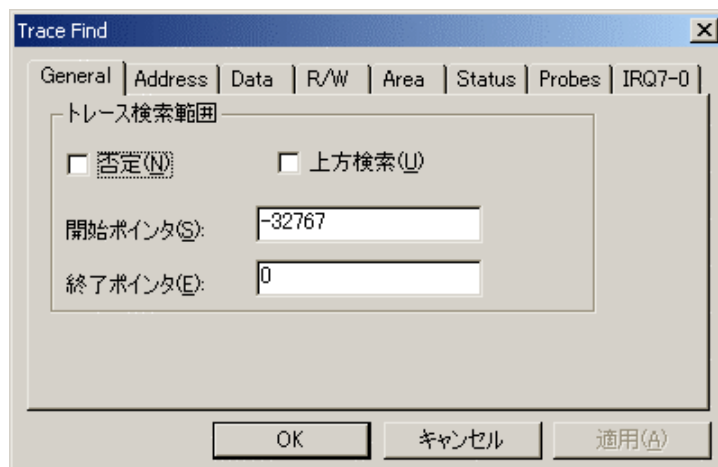 Trace Find
General Address Data R/W Area Status Probes IRQ7-0
トレース検索範囲
否定(N) 上方検索(U)
開始ポインタ(S): -32767
終了ポインタ(E): 0
OK キャンセル 適用(A)